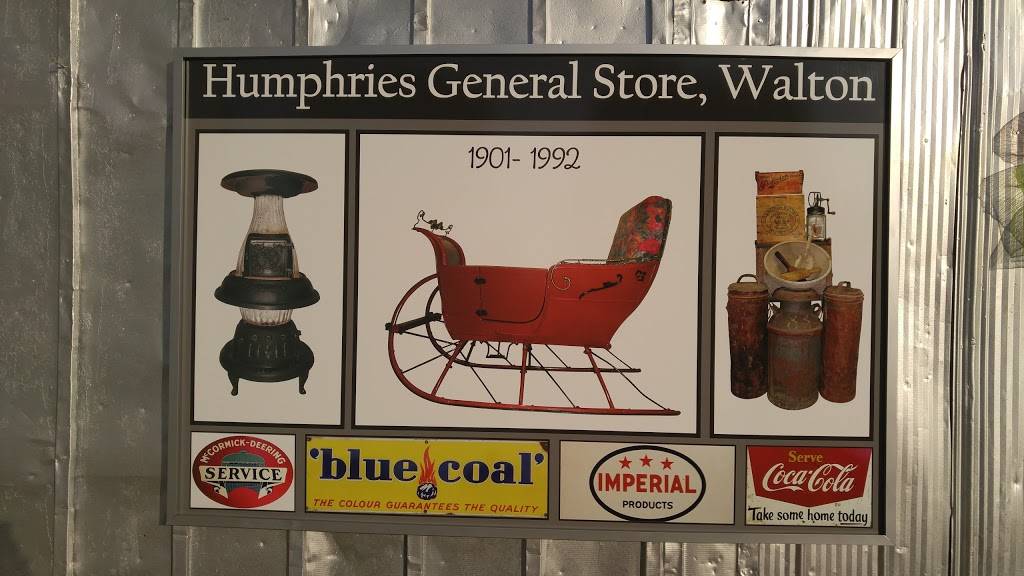 Humphries General Store, Walton
1901- 1992
McCORMICK-DEERING
SERVICE
'blue coal'
THE COLOUR GUARANTEES THE QUALITY
IMPERIAL
PRODUCTS
Serve
Coca-Cola
Take some home today